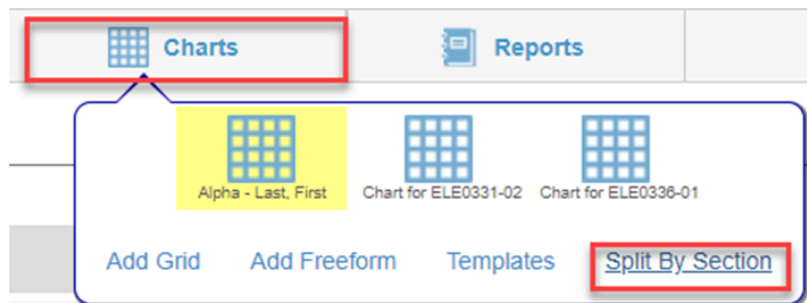 Charts Reports
Alpha - Last, First Chart for ELE0331-02 Chart for ELE0336-01
Add Grid Add Freeform Templates Split By Section